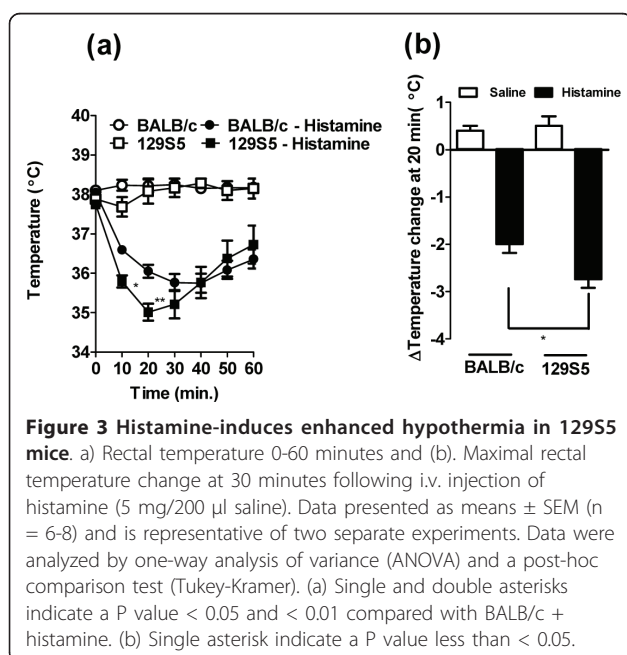 (a)
(b)
BALB/c
BALB/c - Histamine
129S5
129S5 - Histamine
Temperature (°C)
40
39
38
37
36
35
34
0 10 20 30 40 50 60
Time (min.)
*
**
Saline
Histamine
ΔTemperature change at 20 min( °C)
1
0
-1
-2
-3
-4
*
BALB/c
129S5
Figure 3 Histamine-induces enhanced hypothermia in 129S5
mice. a) Rectal temperature 0-60 minutes and (b). Maximal rectal
temperature change at 30 minutes following i.v. injection of
histamine (5 mg/200 μl saline). Data presented as means ± SEM (n
= 6-8) and is representative of two separate experiments. Data were
analyzed by one-way analysis of variance (ANOVA) and a post-hoc
comparison test (Tukey-Kramer). (a) Single and double asterisks
indicate a P value < 0.05 and < 0.01 compared with BALB/c +
histamine. (b) Single asterisk indicate a P value less than < 0.05.